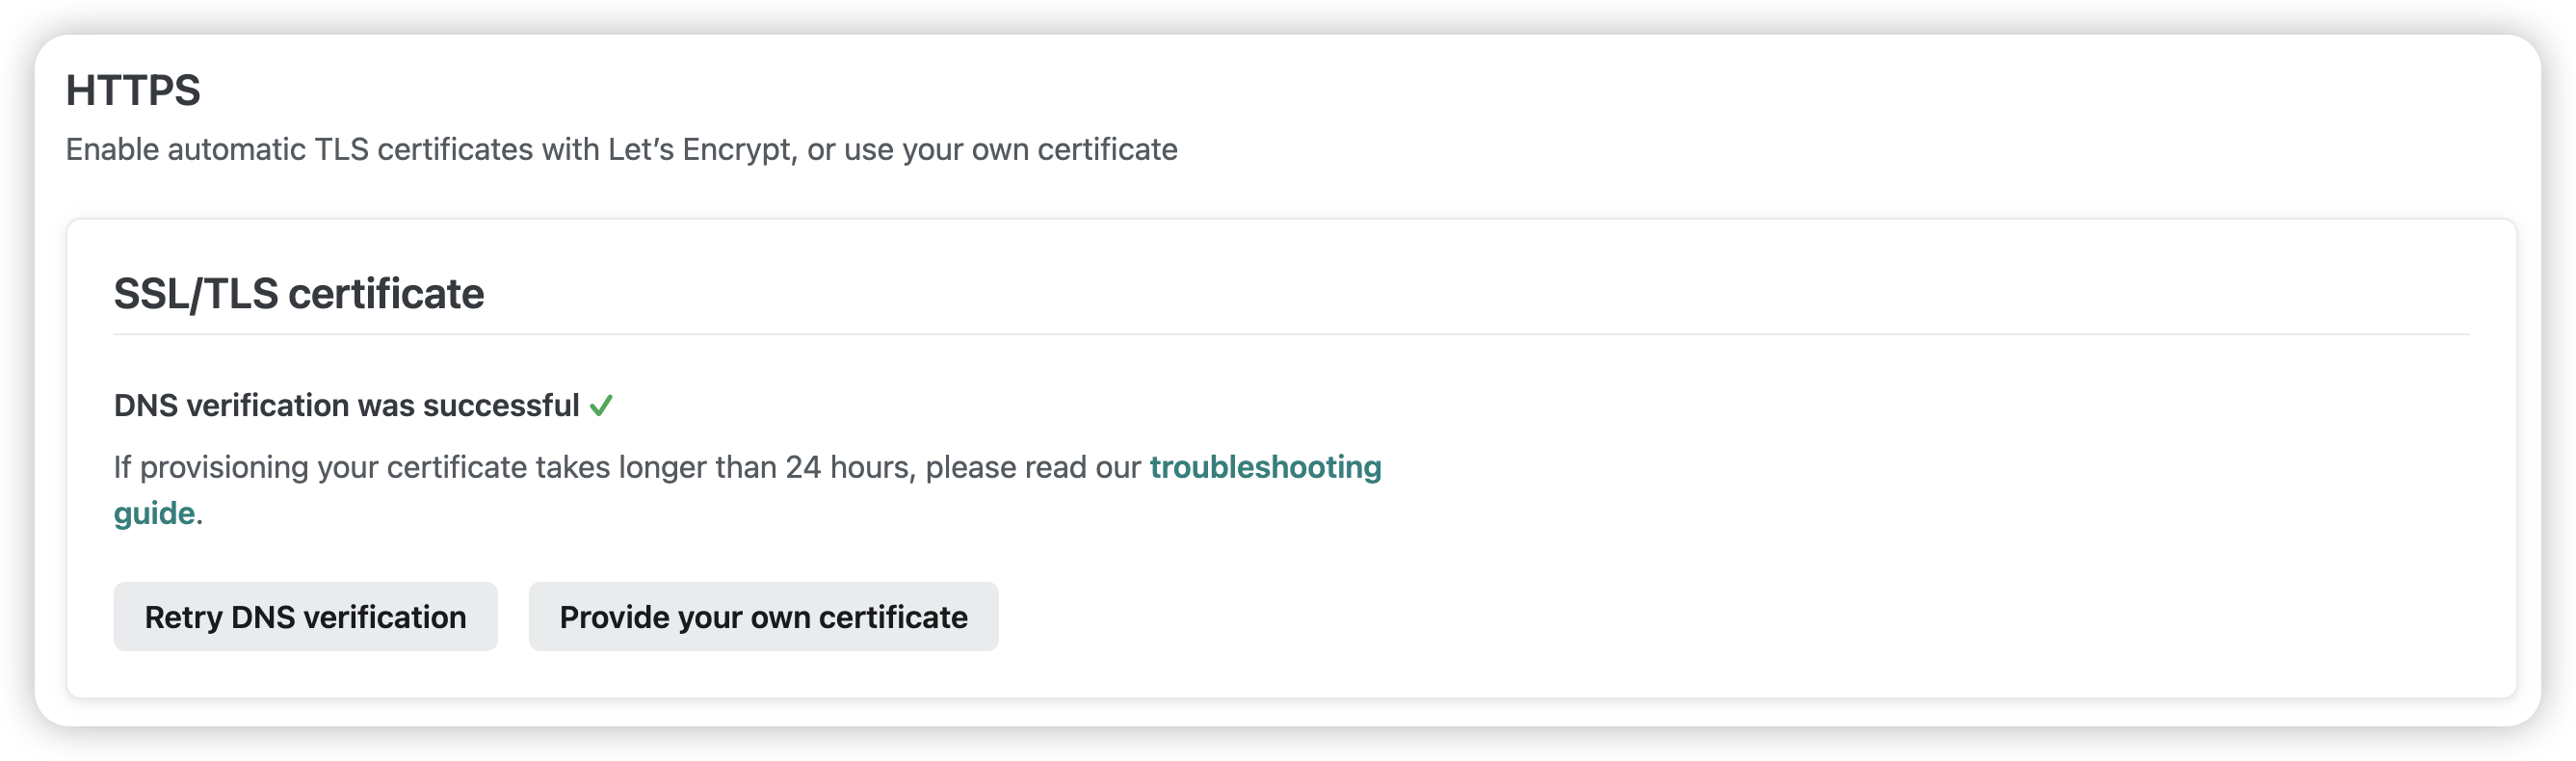 HTTPS
Enable automatic TLS certificates with Let’s Encrypt, or use your own certificate
SSL/TLS certificate
DNS verification was successful ✓
If provisioning your certificate takes longer than 24 hours, please read our troubleshooting
guide.
Retry DNS verification
Provide your own certificate